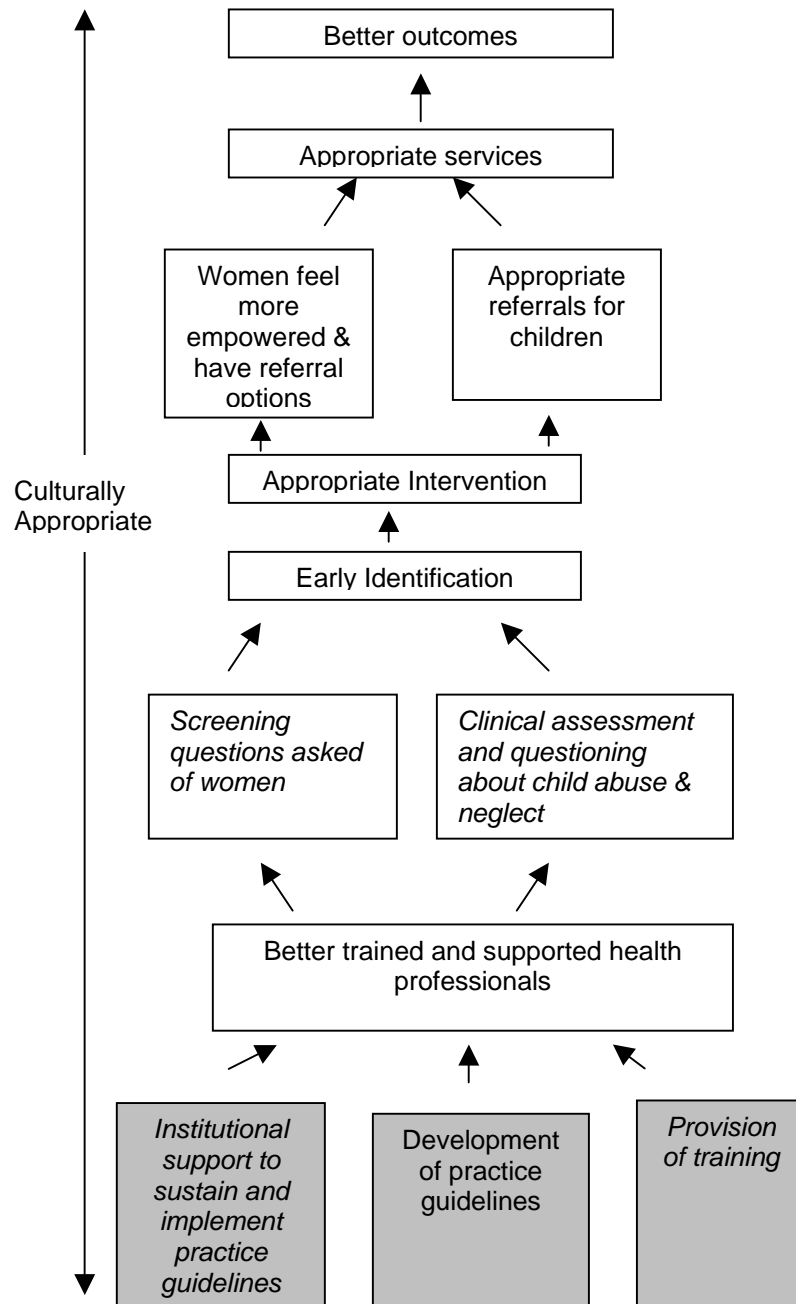 Better outcomes
Appropriate services
Women feel
more
empowered &
have referral
options
Appropriate
referrals for
children
Appropriate Intervention
Culturally
Appropriate
Early Identification
Screening
questions asked
of women
Clinical assessment
and questioning
about child abuse &
neglect
Better trained and supported health
professionals
Institutional
support to
sustain and
implement
practice
guidelines
Development
of practice
guidelines
Provision
of training